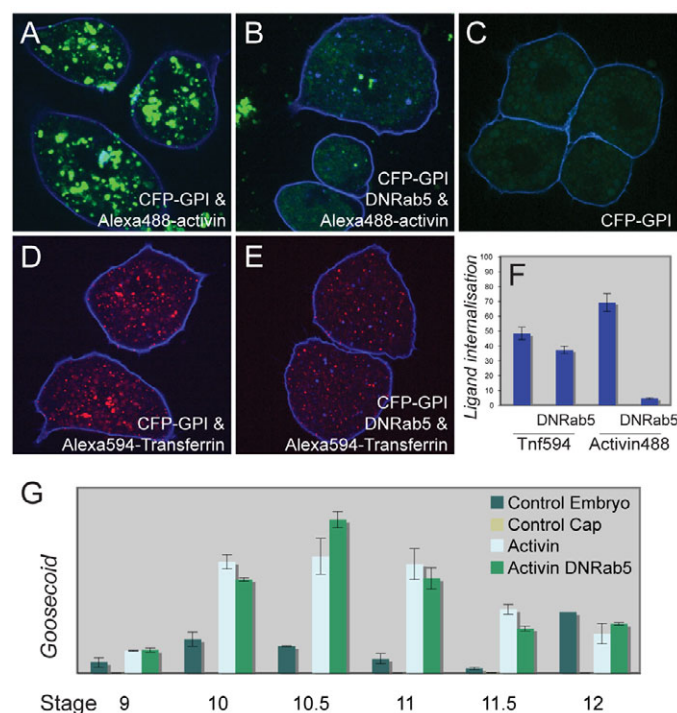 A
CFP-GPI &
Alexa488-activin
B
CFP-GPI
DNRab5 &
Alexa488-activin
C
CFP-GPI
D
CFP-GPI &
Alexa594-Transferrin
E
CFP-GPI
DNRab5 &
Alexa594-Transferrin
F
Ligand internalisation
100
90
80
70
60
50
40
30
20
10
0
DNRab5 DNRab5
Tnf594 Activin488
G
Goosecoid
Control Embryo
Control Cap
Activin
Activin DNRab5
Stage 9 10 10.5 11 11.5 12